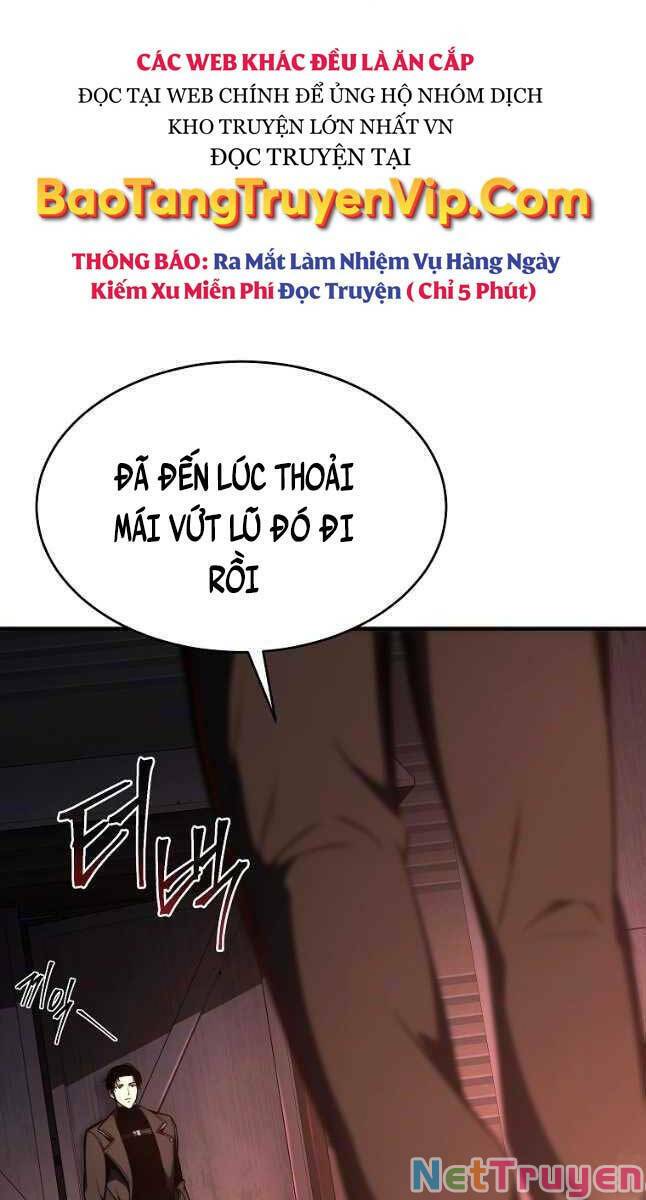 CÁC WEB KHÁC ĐỀU LÀ ĂN CẮP
ĐỌC TẠI WEB CHÍNH ĐỂ ỦNG HỘ NHÓM DỊCH
KHO TRUYỆN LỚN NHẤT VN
ĐỌC TRUYỆN TẠI
BaoTangTruyenVip.Com
THÔNG BÁO: Ra Mắt Làm Nhiệm Vụ Hàng Ngày
Kiếm Xu Miễn Phí Đọc Truyện ( Chỉ 5 Phút)
ĐÃ ĐẾN LÚC THOẢI
MÁI VỨT LŨ ĐÓ ĐI
RỒI
터벅
끼이
NetTruyen